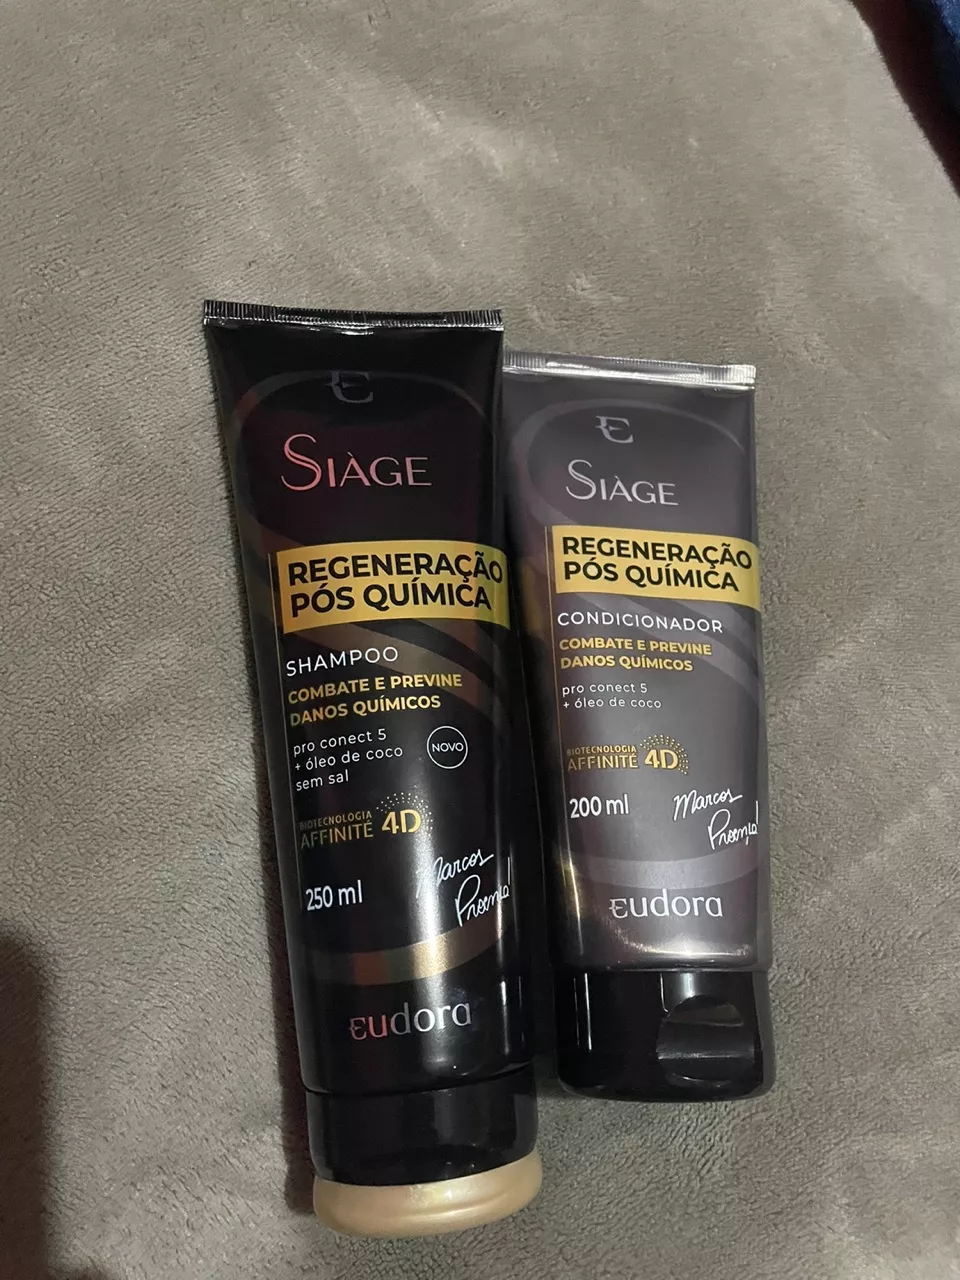 E
SIÀGE
REGENERAÇÃO
PÓS QUÍMICA
SHAMPOO
COMBATE E PREVINE
DANOS QUÍMICOS
pro conect 5
+ óleo de coco
sem sal
NOVO
BIOTECNOLOGIA
AFFINITÉ 4D
250 ml
Marcos
Proença!
eudora
E
SIÀGE
REGENERAÇÃO
PÓS QUÍMICA
CONDICIONADOR
COMBATE E PREVINE
DANOS QUÍMICOS
pro conect 5
+ óleo de coco
BIOTECNOLOGIA
AFFINITÉ 4D
200 ml
Marcos
Proença!
eudora